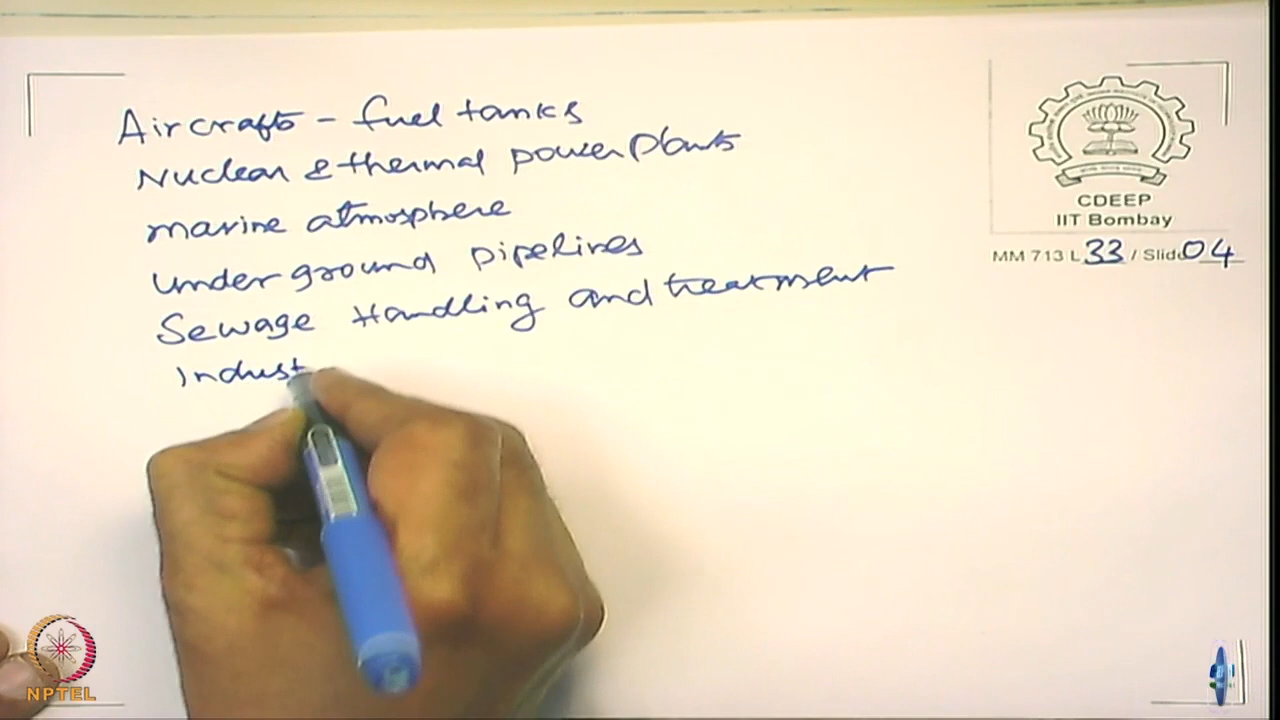 Aircrafts - fuel tanks
Nuclear & thermal power plants
marine atmosphere
underground pipelines
Sewage Handling and treatment
Indust
CDEEP
IIT Bombay
MM 713 L 33 / Slide 04
NPTEL